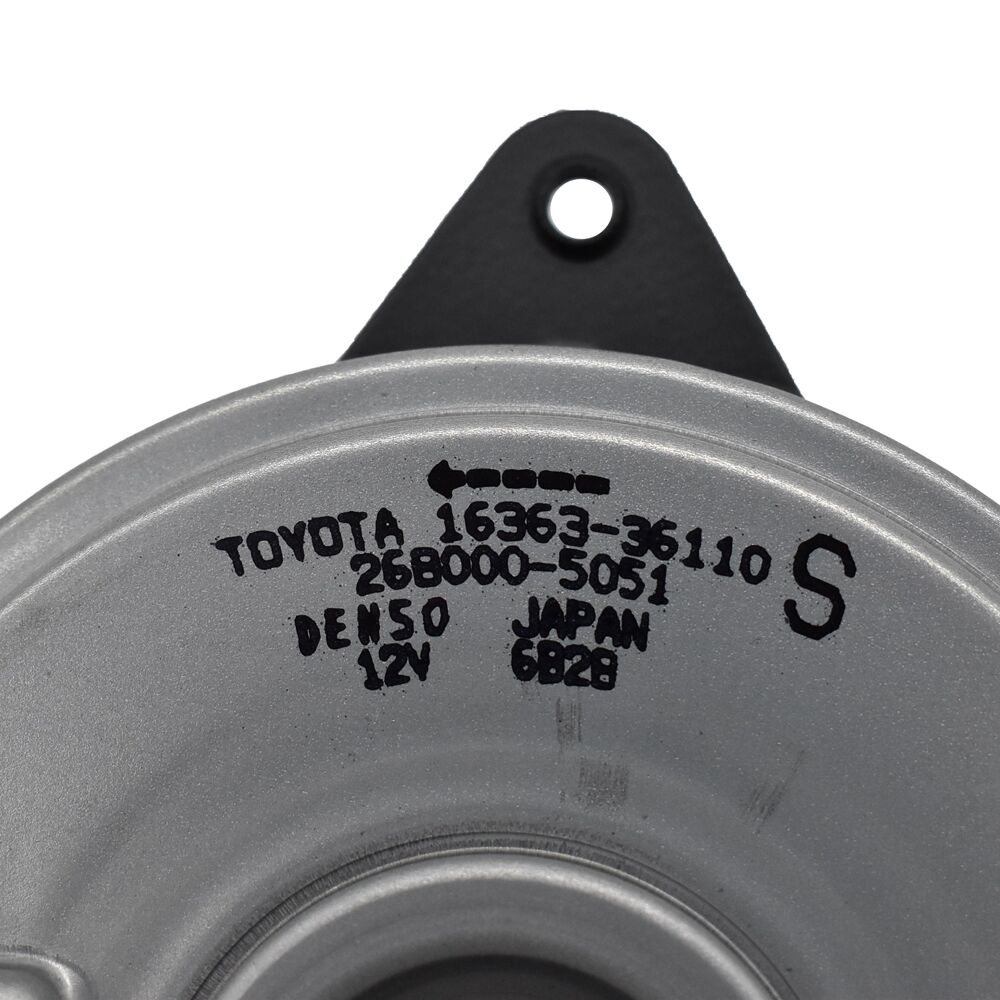 TOYOTA 16363-36110 S
268000-5051
DENSO JAPAN
12V 6B28